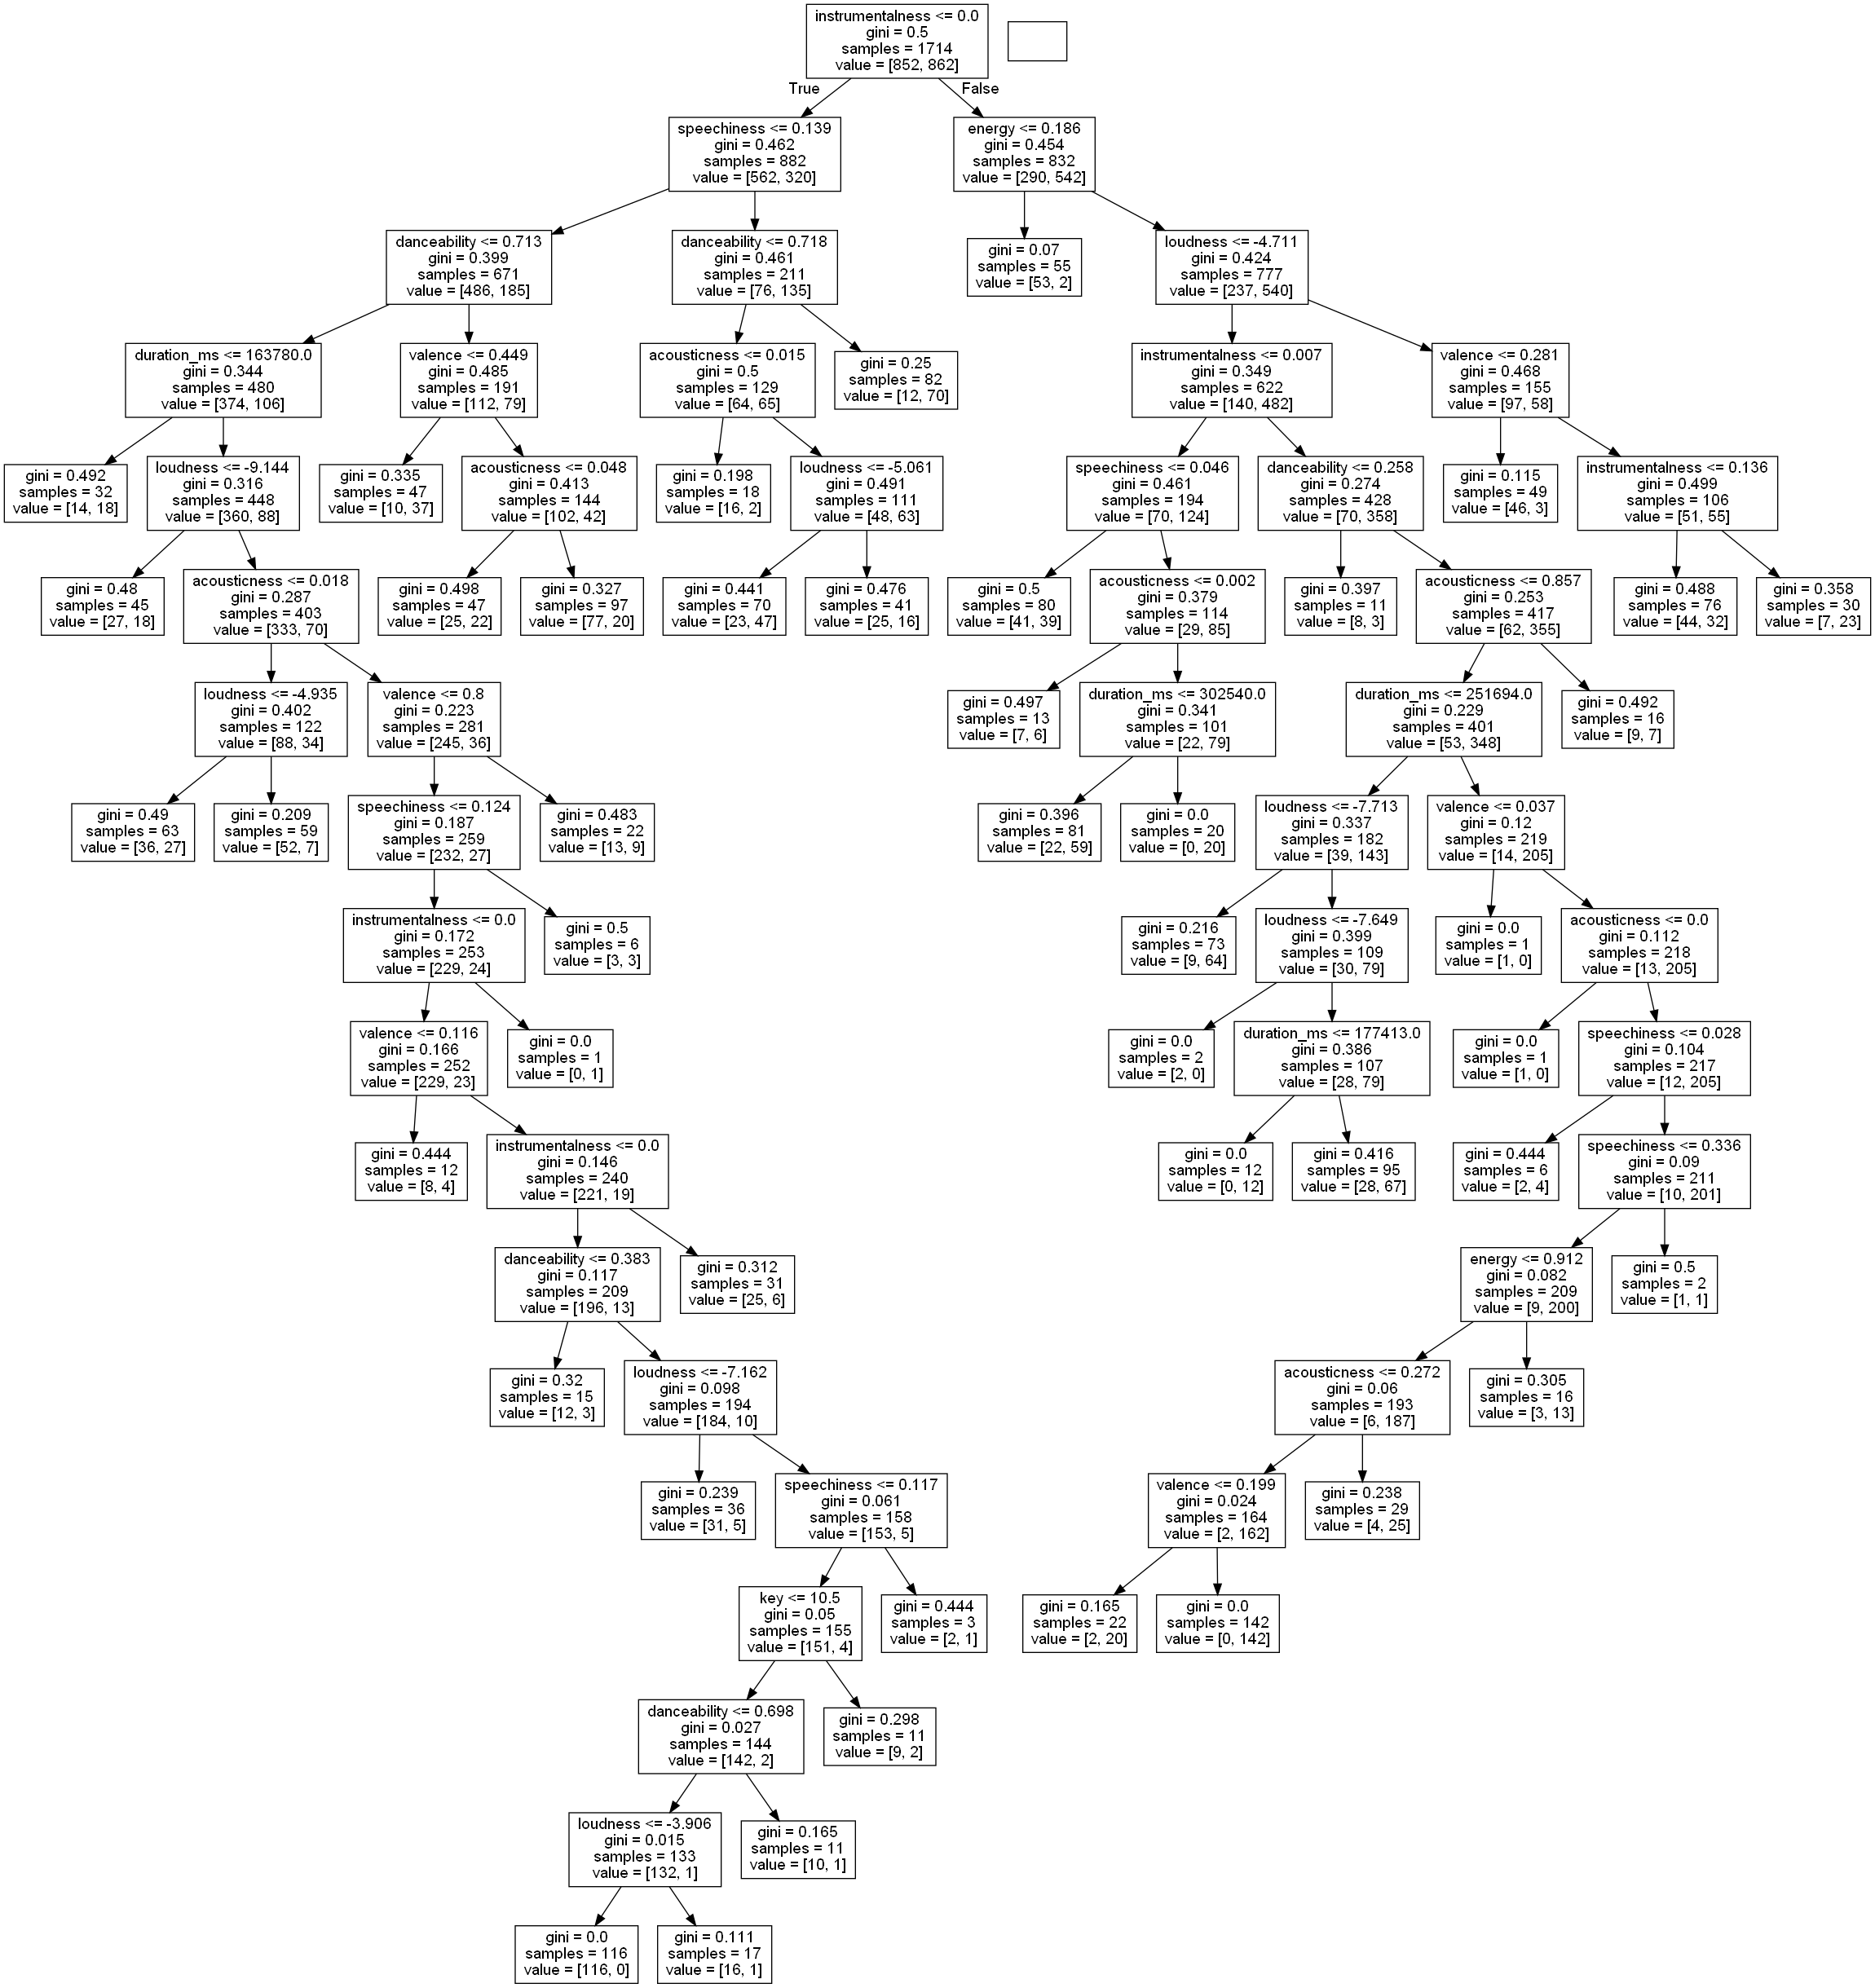 instrumentalness <= 0.0
gini = 0.5
samples = 1714
value = [852, 862]
True
False
speechiness <= 0.139
gini = 0.462
samples = 882
value = [562, 320]
energy <= 0.186
gini = 0.454
samples = 832
value = [290, 542]
danceability <= 0.713
gini = 0.399
samples = 671
value = [486, 185]
danceability <= 0.718
gini = 0.461
samples = 211
value = [76, 135]
gini = 0.07
samples = 55
value = [53, 2]
loudness <= -4.711
gini = 0.424
samples = 777
value = [237, 540]
duration_ms <= 163780.0
gini = 0.344
samples = 480
value = [374, 106]
valence <= 0.449
gini = 0.485
samples = 191
value = [112, 79]
acousticness <= 0.015
gini = 0.5
samples = 129
value = [64, 65]
gini = 0.25
samples = 82
value = [12, 70]
instrumentalness <= 0.007
gini = 0.349
samples = 622
value = [140, 482]
valence <= 0.281
gini = 0.468
samples = 155
value = [97, 58]
gini = 0.492
samples = 32
value = [14, 18]
loudness <= -9.144
gini = 0.316
samples = 448
value = [360, 88]
gini = 0.335
samples = 47
value = [10, 37]
acousticness <= 0.048
gini = 0.413
samples = 144
value = [102, 42]
gini = 0.198
samples = 18
value = [16, 2]
loudness <= -5.061
gini = 0.491
samples = 111
value = [48, 63]
speechiness <= 0.046
gini = 0.461
samples = 194
value = [70, 124]
danceability <= 0.258
gini = 0.274
samples = 428
value = [70, 358]
gini = 0.115
samples = 49
value = [46, 3]
instrumentalness <= 0.136
gini = 0.499
samples = 106
value = [51, 55]
gini = 0.48
samples = 45
value = [27, 18]
acousticness <= 0.018
gini = 0.287
samples = 403
value = [333, 70]
gini = 0.498
samples = 47
value = [25, 22]
gini = 0.327
samples = 97
value = [77, 20]
gini = 0.441
samples = 70
value = [23, 47]
gini = 0.476
samples = 41
value = [25, 16]
gini = 0.5
samples = 80
value = [41, 39]
acousticness <= 0.002
gini = 0.379
samples = 114
value = [29, 85]
gini = 0.397
samples = 11
value = [8, 3]
acousticness <= 0.857
gini = 0.253
samples = 417
value = [62, 355]
gini = 0.488
samples = 76
value = [44, 32]
gini = 0.358
samples = 30
value = [7, 23]
loudness <= -4.935
gini = 0.402
samples = 122
value = [88, 34]
valence <= 0.8
gini = 0.223
samples = 281
value = [245, 36]
gini = 0.497
samples = 13
value = [7, 6]
duration_ms <= 302540.0
gini = 0.341
samples = 101
value = [22, 79]
duration_ms <= 251694.0
gini = 0.229
samples = 401
value = [53, 348]
gini = 0.492
samples = 16
value = [9, 7]
gini = 0.49
samples = 63
value = [36, 27]
gini = 0.209
samples = 59
value = [52, 7]
speechiness <= 0.124
gini = 0.187
samples = 259
value = [232, 27]
gini = 0.483
samples = 22
value = [13, 9]
gini = 0.396
samples = 81
value = [22, 59]
gini = 0.0
samples = 20
value = [0, 20]
loudness <= -7.713
gini = 0.337
samples = 182
value = [39, 143]
valence <= 0.037
gini = 0.12
samples = 219
value = [14, 205]
instrumentalness <= 0.0
gini = 0.172
samples = 253
value = [229, 24]
gini = 0.5
samples = 6
value = [3, 3]
gini = 0.216
samples = 73
value = [9, 64]
loudness <= -7.649
gini = 0.399
samples = 109
value = [30, 79]
gini = 0.0
samples = 1
value = [1, 0]
acousticness <= 0.0
gini = 0.112
samples = 218
value = [13, 205]
valence <= 0.116
gini = 0.166
samples = 252
value = [229, 23]
gini = 0.0
samples = 1
value = [0, 1]
gini = 0.0
samples = 2
value = [2, 0]
duration_ms <= 177413.0
gini = 0.386
samples = 107
value = [28, 79]
gini = 0.0
samples = 1
value = [1, 0]
speechiness <= 0.028
gini = 0.104
samples = 217
value = [12, 205]
gini = 0.444
samples = 12
value = [8, 4]
instrumentalness <= 0.0
gini = 0.146
samples = 240
value = [221, 19]
gini = 0.0
samples = 12
value = [0, 12]
gini = 0.416
samples = 95
value = [28, 67]
gini = 0.444
samples = 6
value = [2, 4]
speechiness <= 0.336
gini = 0.09
samples = 211
value = [10, 201]
danceability <= 0.383
gini = 0.117
samples = 209
value = [196, 13]
gini = 0.312
samples = 31
value = [25, 6]
energy <= 0.912
gini = 0.082
samples = 209
value = [9, 200]
gini = 0.5
samples = 2
value = [1, 1]
gini = 0.32
samples = 15
value = [12, 3]
loudness <= -7.162
gini = 0.098
samples = 194
value = [184, 10]
acousticness <= 0.272
gini = 0.06
samples = 193
value = [6, 187]
gini = 0.305
samples = 16
value = [3, 13]
gini = 0.239
samples = 36
value = [31, 5]
speechiness <= 0.117
gini = 0.061
samples = 158
value = [153, 5]
valence <= 0.199
gini = 0.024
samples = 164
value = [2, 162]
gini = 0.238
samples = 29
value = [4, 25]
key <= 10.5
gini = 0.05
samples = 155
value = [151, 4]
gini = 0.444
samples = 3
value = [2, 1]
gini = 0.165
samples = 22
value = [2, 20]
gini = 0.0
samples = 142
value = [0, 142]
danceability <= 0.698
gini = 0.027
samples = 144
value = [142, 2]
gini = 0.298
samples = 11
value = [9, 2]
loudness <= -3.906
gini = 0.015
samples = 133
value = [132, 1]
gini = 0.165
samples = 11
value = [10, 1]
gini = 0.0
samples = 116
value = [116, 0]
gini = 0.111
samples = 17
value = [16, 1]